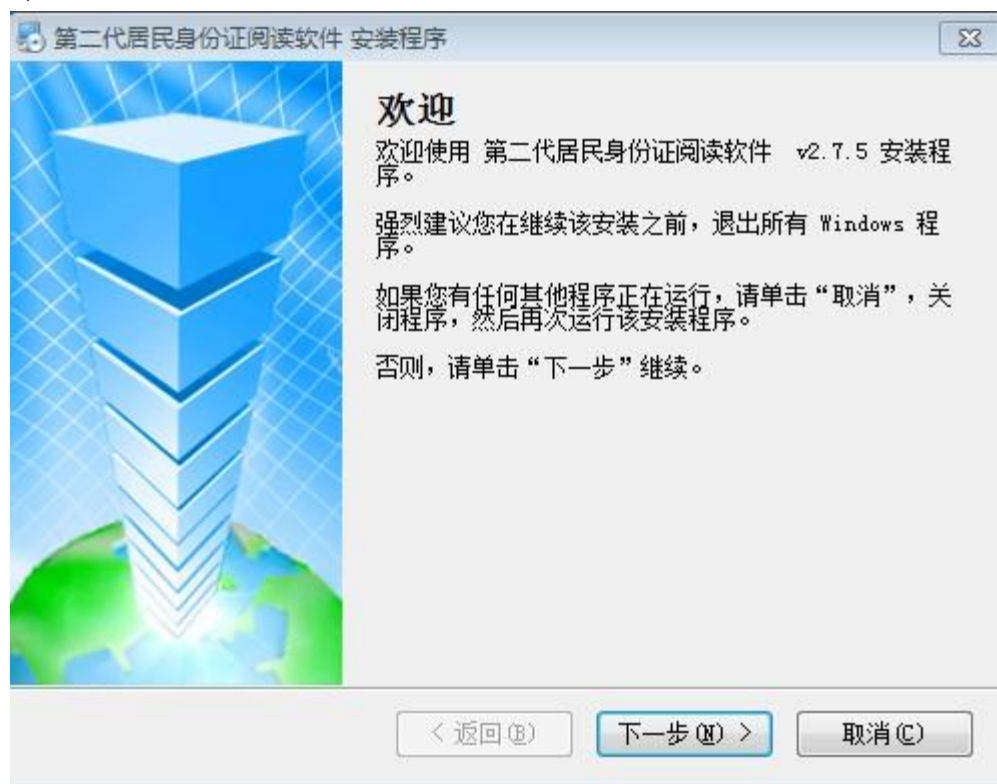 第二代居民身份证阅读软件 安装程序
欢迎
欢迎使用 第二代居民身份证阅读软件 v2.7.5 安装程
序。
强烈建议您在继续该安装之前，退出所有 Windows 程
序。
如果您有任何其他程序正在运行，请单击“取消”，关
闭程序，然后再次运行该安装程序。
否则，请单击“下一步”继续。
< 返回(B)
下一步(N) >
取消(C)